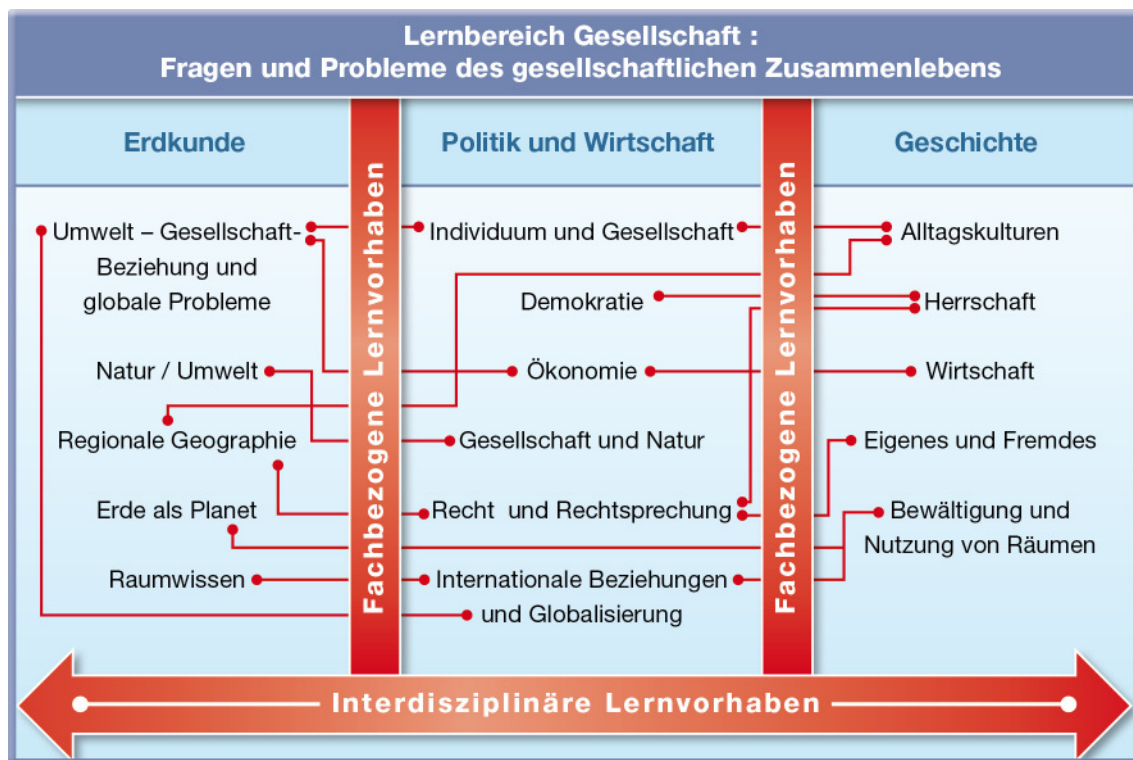 Lernbereich Gesellschaft :
Fragen und Probleme des gesellschaftlichen Zusammenlebens
Erdkunde
Umwelt – Gesellschaft-
Beziehung und
globale Probleme
Natur / Umwelt
Regionale Geographie
Erde als Planet
Raumwissen
Fachbezogene Lernvorhaben
Politik und Wirtschaft
Individuum und Gesellschaft
Demokratie
Ökonomie
Gesellschaft und Natur
Recht und Rechtsprechung
Internationale Beziehungen
und Globalisierung
Fachbezogene Lernvorhaben
Geschichte
Alltagskulturen
Herrschaft
Wirtschaft
Eigenes und Fremdes
Bewältigung und
Nutzung von Räumen
Interdisziplinäre Lernvorhaben